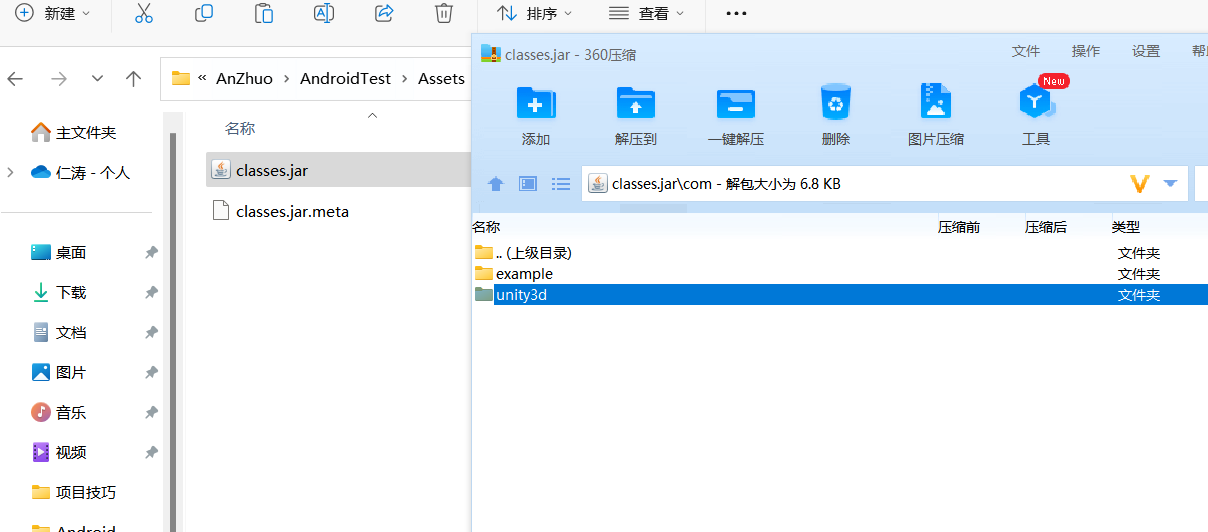 新建
排序
查看
AnZhuo
AndroidTest
Assets
主文件夹
仁涛 - 个人
桌面
下载
文档
图片
音乐
视频
项目技巧
Android
名称
classes.jar
classes.jar.meta
classes.jar - 360压缩
文件
操作
设置
New
添加
解压到
一键解压
删除
图片压缩
工具
classes.jar\com - 解包大小为 6.8 KB
名称 压缩前 压缩后 类型
.. (上级目录) 文件夹
example 文件夹
unity3d 文件夹